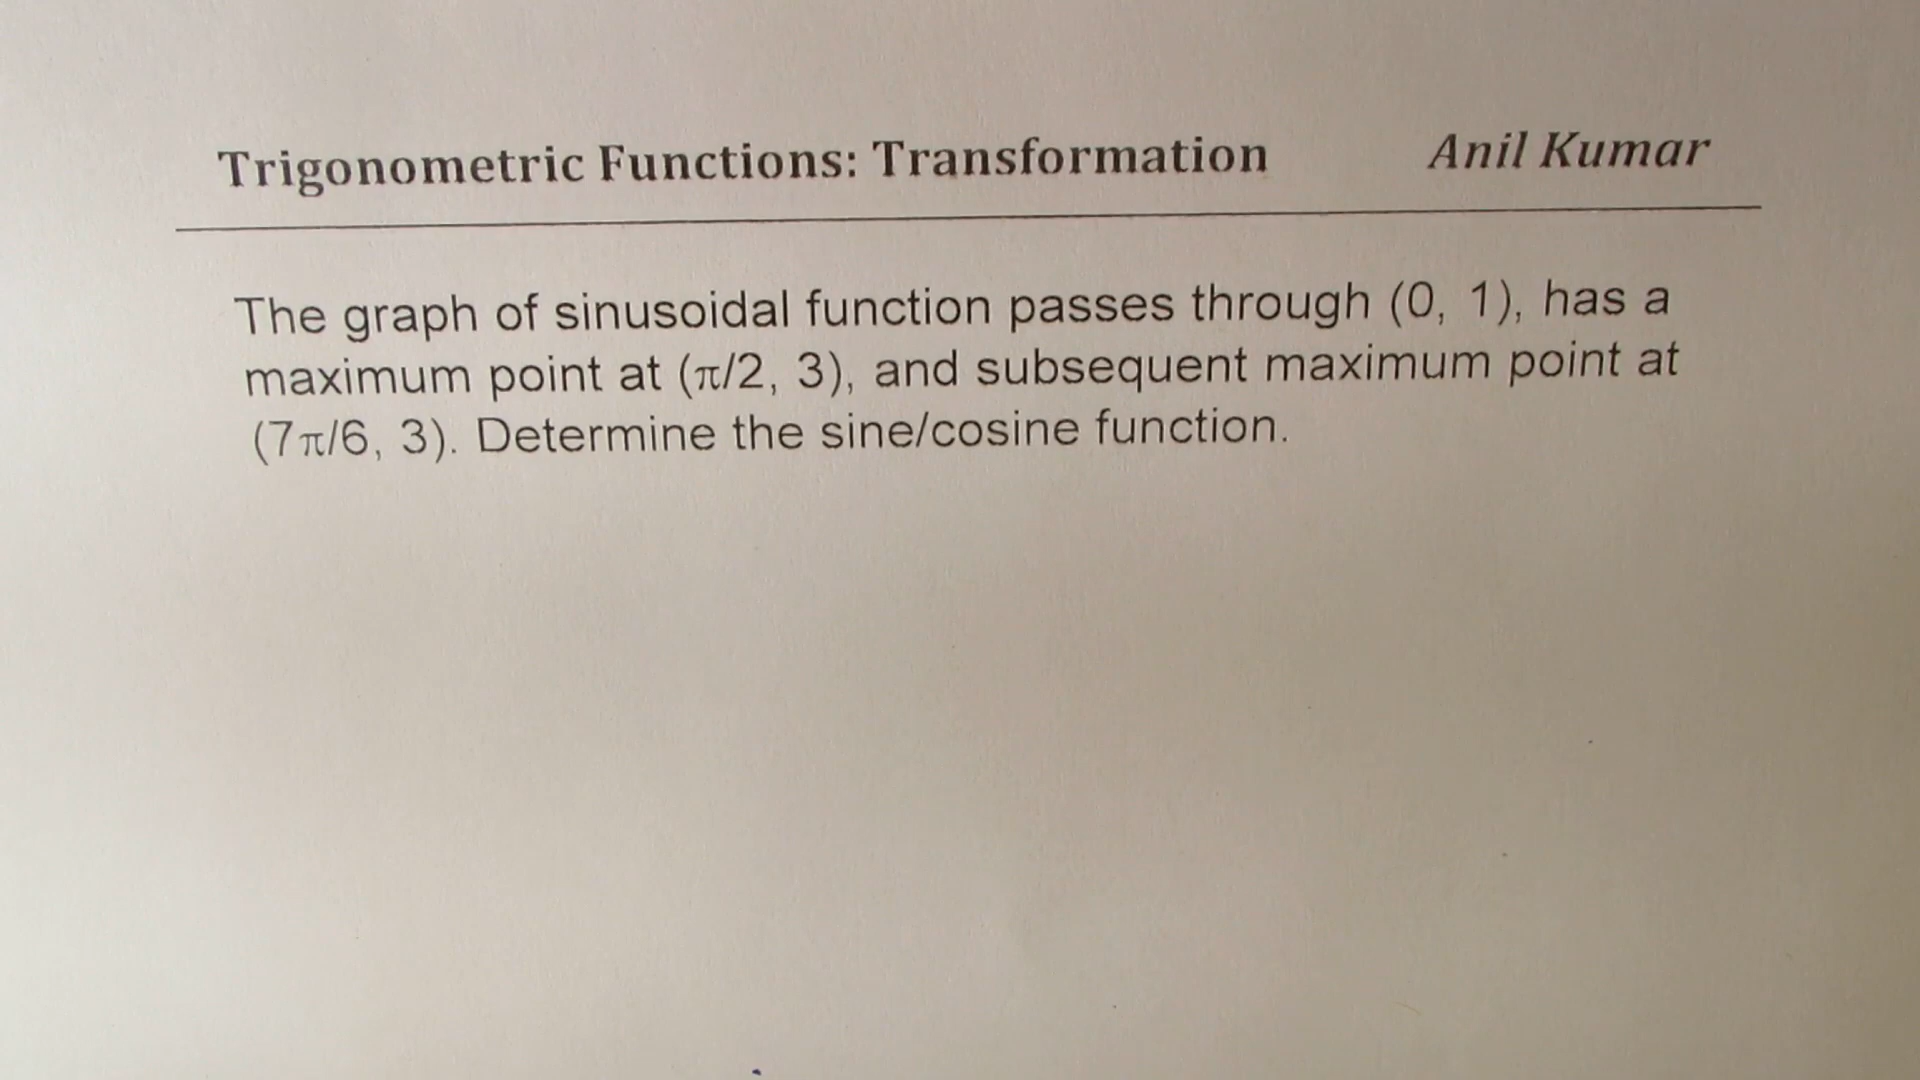 Trigonometric Functions: Transformation Anil Kumar
The graph of sinusoidal function passes through (0, 1), has a
maximum point at (π/2, 3), and subsequent maximum point at
(7π/6, 3). Determine the sine/cosine function.